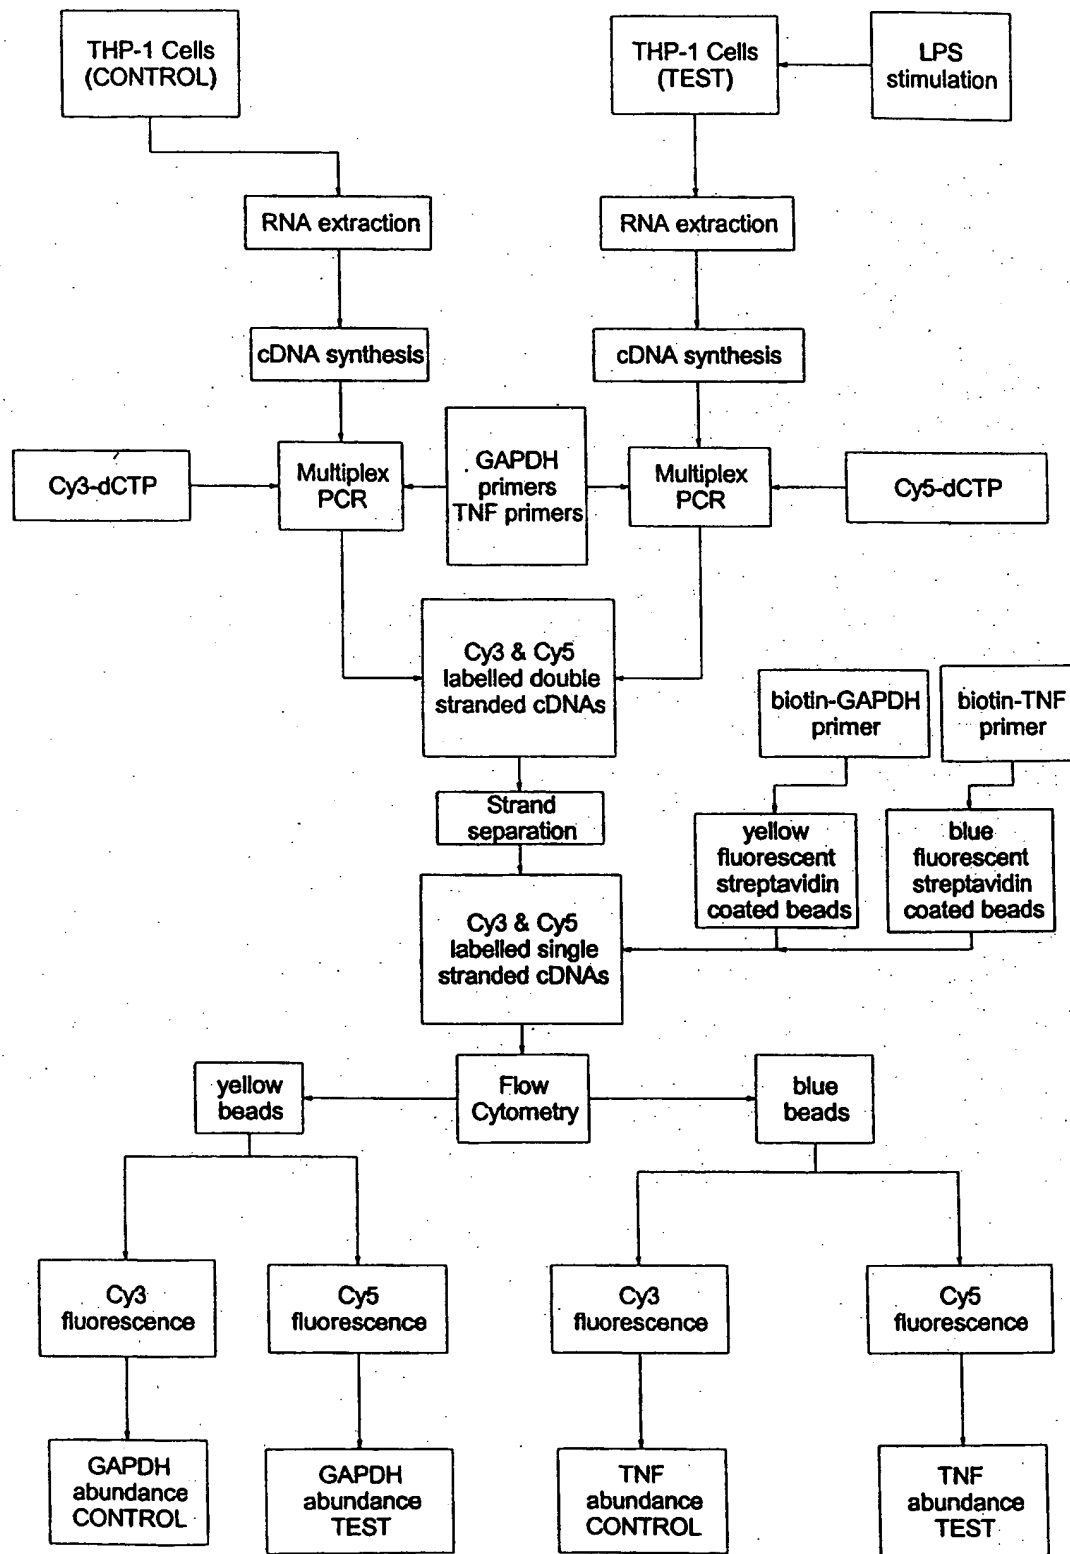 THP-1 Cells
(CONTROL)
THP-1 Cells
(TEST)
LPS
stimulation
RNA extraction
RNA extraction
cDNA synthesis
cDNA synthesis
Cy3-dCTP
Multiplex
PCR
GAPDH
primers
TNF primers
Multiplex
PCR
Cy5-dCTP
Cy3 & Cy5
labelled double
stranded cDNAs
biotin-GAPDH
primer
biotin-TNF
primer
Strand
separation
yellow
fluorescent
streptavidin
coated beads
blue
fluorescent
streptavidin
coated beads
Cy3 & Cy5
labelled single
stranded cDNAs
yellow
beads
Flow
Cytometry
blue
beads
Cy3
fluorescence
Cy5
fluorescence
Cy3
fluorescence
Cy5
fluorescence
GAPDH
abundance
CONTROL
GAPDH
abundance
TEST
TNF
abundance
CONTROL
TNF
abundance
TEST